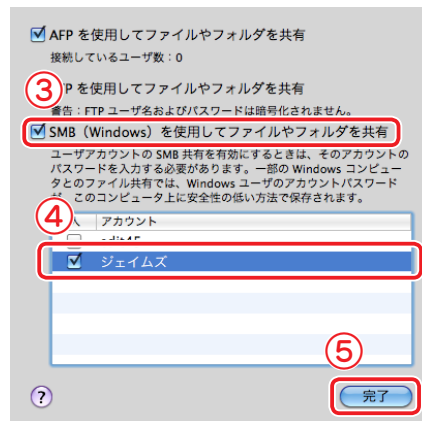 AFP を使用してファイルやフォルダを共有
接続しているユーザ数：0
③
P を使用してファイルやフォルダを共有
警告：FTP ユーザ名およびパスワードは暗号化されません。
SMB（Windows）を使用してファイルやフォルダを共有
ユーザアカウントの SMB 共有を有効にするときは、そのアカウントの
パスワードを入力する必要があります。一部の Windows コンピュー
タとのファイル共有では、Windows ユーザのアカウントパスワード
が、このコンピュータ上に安全性の低い方法で保存されます。
④
アカウント
ジェイムズ
⑤
? 完了